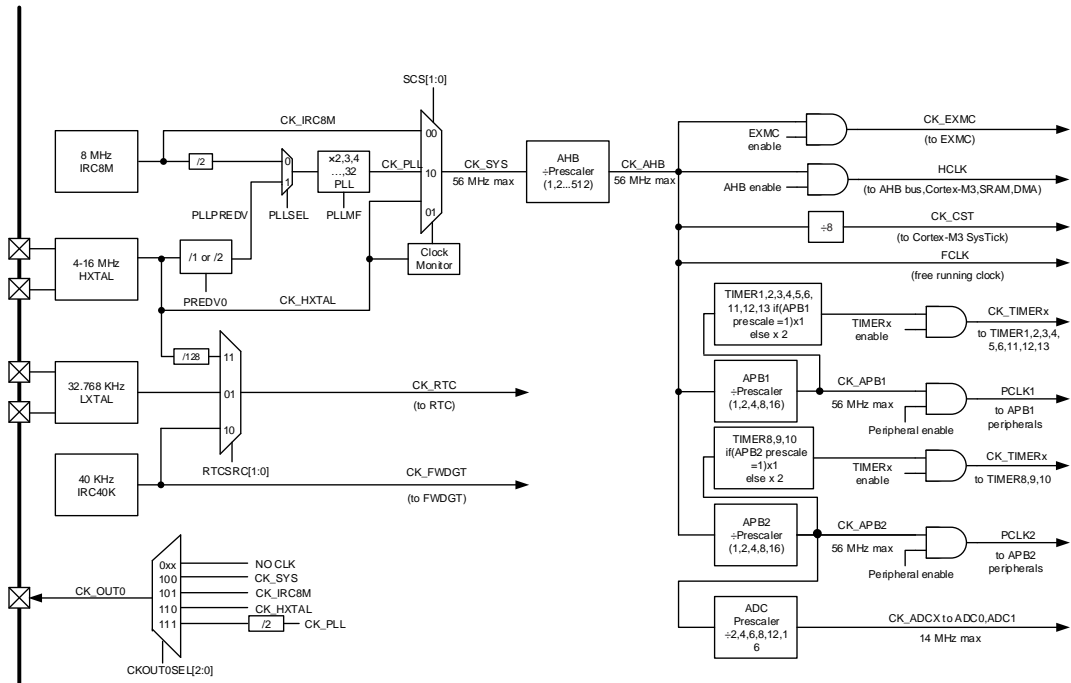 SCS[1:0]
CK_IRC8M
8 MHz
IRC8M
/2
0
1
PLLSEL
×2,3,4
...,32
PLL
PLLMF
CK_PLL
00
10
01
CK_SYS
56 MHz max
AHB
÷Prescaler
(1,2...512)
CK_AHB
56 MHz max
PLLPREDV
4-16 MHz
HXTAL
/1 or /2
PREDV0
CK_HXTAL
Clock
Monitor
/128
11
01
10
32.768 KHz
LXTAL
CK_RTC
(to RTC)
RTCSRC[1:0]
40 KHz
IRC40K
CK_FWDGT
(to FWDGT)
CK_OUT0
0xx
100
101
110
111
NO CLK
CK_SYS
CK_IRC8M
CK_HXTAL
/2
CK_PLL
CKOUT0SEL[2:0]
EXMC
enable
CK_EXMC
(to EXMC)
AHB enable
HCLK
(to AHB bus,Cortex-M3,SRAM,DMA)
÷8
CK_CST
(to Cortex-M3 SysTick)
FCLK
(free running clock)
TIMER1,2,3,4,5,6,
11,12,13 if(APB1
prescale =1)x1
else x 2
TIMERx
enable
CK_TIMERx
to TIMER1,2,3,4,
5,6,11,12,13
APB1
÷Prescaler
(1,2,4,8,16)
CK_APB1
56 MHz max
Peripheral enable
PCLK1
to APB1
peripherals
TIMER8,9,10
if(APB2 prescale
=1)x1
else x 2
TIMERx
enable
CK_TIMERx
to TIMER8,9,10
APB2
÷Prescaler
(1,2,4,8,16)
CK_APB2
56 MHz max
Peripheral enable
PCLK2
to APB2
peripherals
ADC
Prescaler
÷2,4,6,8,12,1
6
CK_ADCX to ADC0,ADC1
14 MHz max